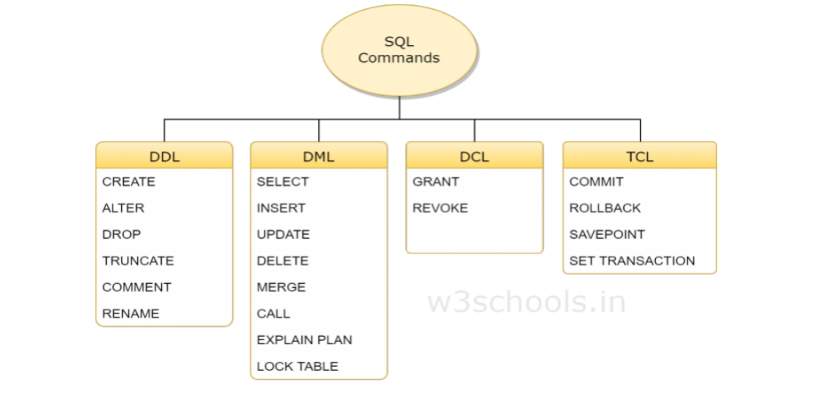 SQL
Commands
DDL
CREATE
ALTER
DROP
TRUNCATE
COMMENT
RENAME
DML
SELECT
INSERT
UPDATE
DELETE
MERGE
CALL
EXPLAIN PLAN
LOCK TABLE
DCL
GRANT
REVOKE
TCL
COMMIT
ROLLBACK
SAVEPOINT
SET TRANSACTION
w3schools.in